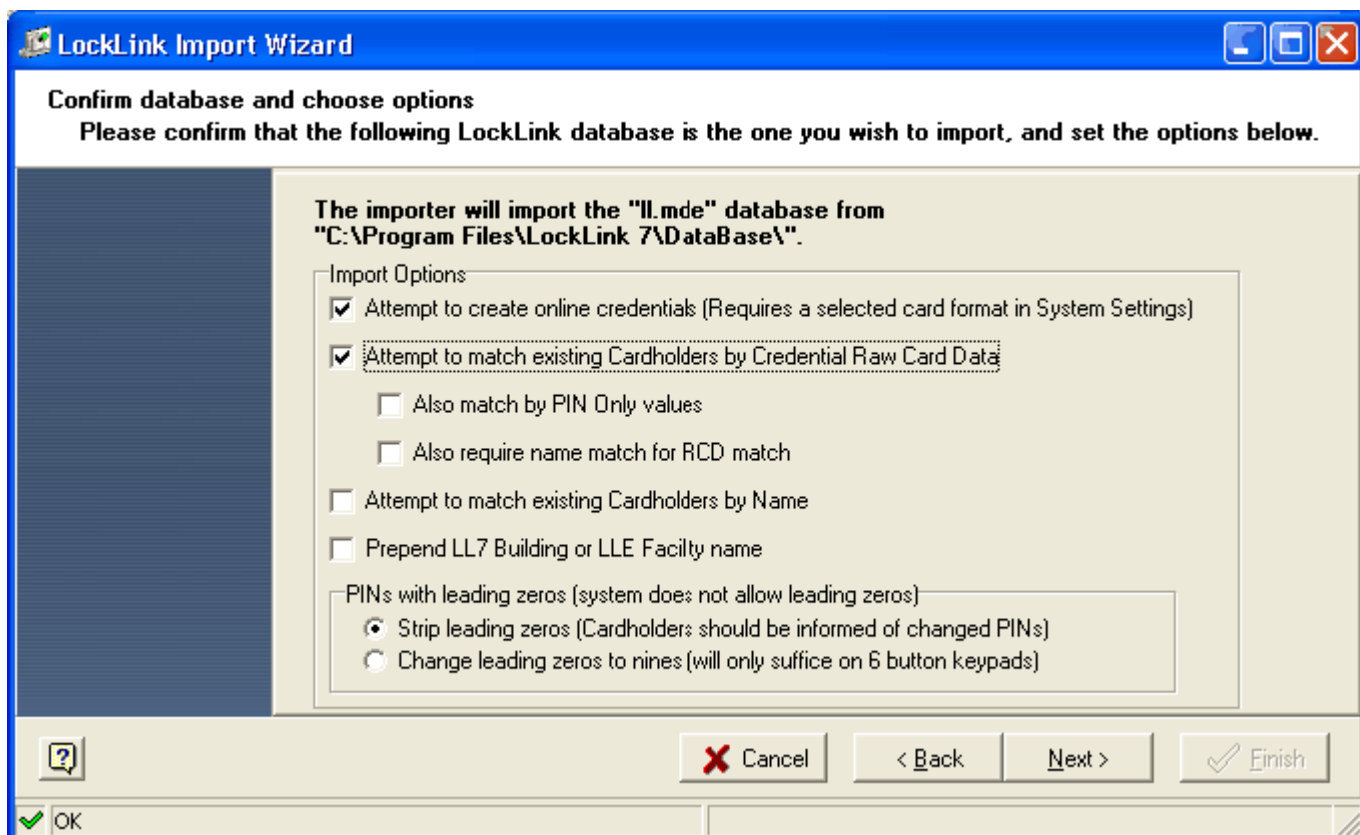 LockLink Import Wizard
Confirm database and choose options
Please confirm that the following LockLink database is the one you wish to import, and set the options below.
The importer will import the "ll.mde" database from
"C:\Program Files\LockLink 7\DataBase\".
Import Options
Attempt to create online credentials (Requires a selected card format in System Settings)
Attempt to match existing Cardholders by Credential Raw Card Data
Also match by PIN Only values
Also require name match for RCD match
Attempt to match existing Cardholders by Name
Prepend LL7 Building or LLE Facilty name
PINs with leading zeros (system does not allow leading zeros)
Strip leading zeros (Cardholders should be informed of changed PINs)
Change leading zeros to nines (will only suffice on 6 button keypads)
? Cancel < Back Next > Finish
OK